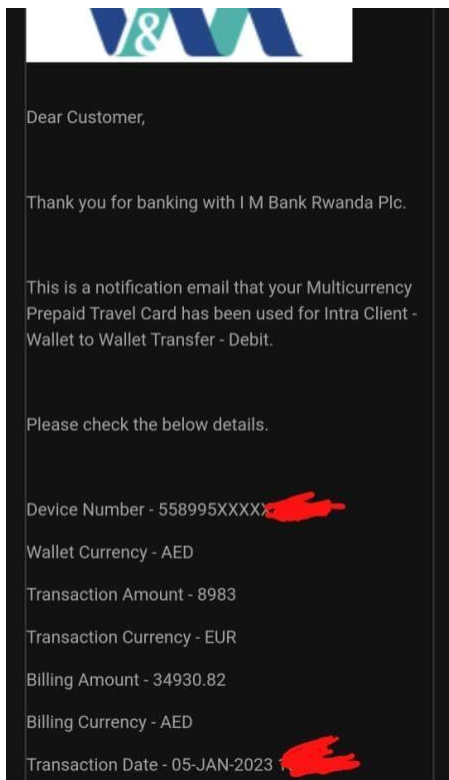 &
Dear Customer,
Thank you for banking with I M Bank Rwanda Plc.
This is a notification email that your Multicurrency
Prepaid Travel Card has been used for Intra Client -
Wallet to Wallet Transfer - Debit.
Please check the below details.
Device Number - 558995XXXXX
Wallet Currency - AED
Transaction Amount - 8983
Transaction Currency - EUR
Billing Amount - 34930.82
Billing Currency - AED
Transaction Date - 05-JAN-2023